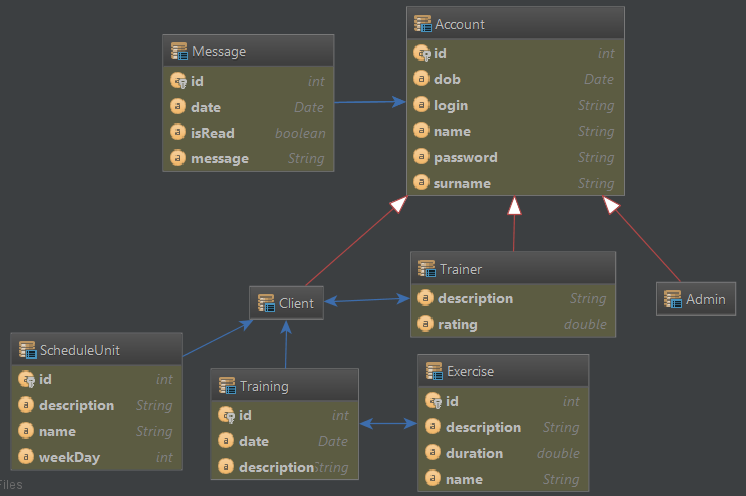 Account
id int
dob Date
login String
name String
password String
surname String
Message
id int
date Date
isRead boolean
message String
Client
Trainer
description String
rating double
Admin
ScheduleUnit
id int
description String
name String
weekDay int
Training
id int
date Date
description String
Exercise
id int
description String
duration double
name String
Files